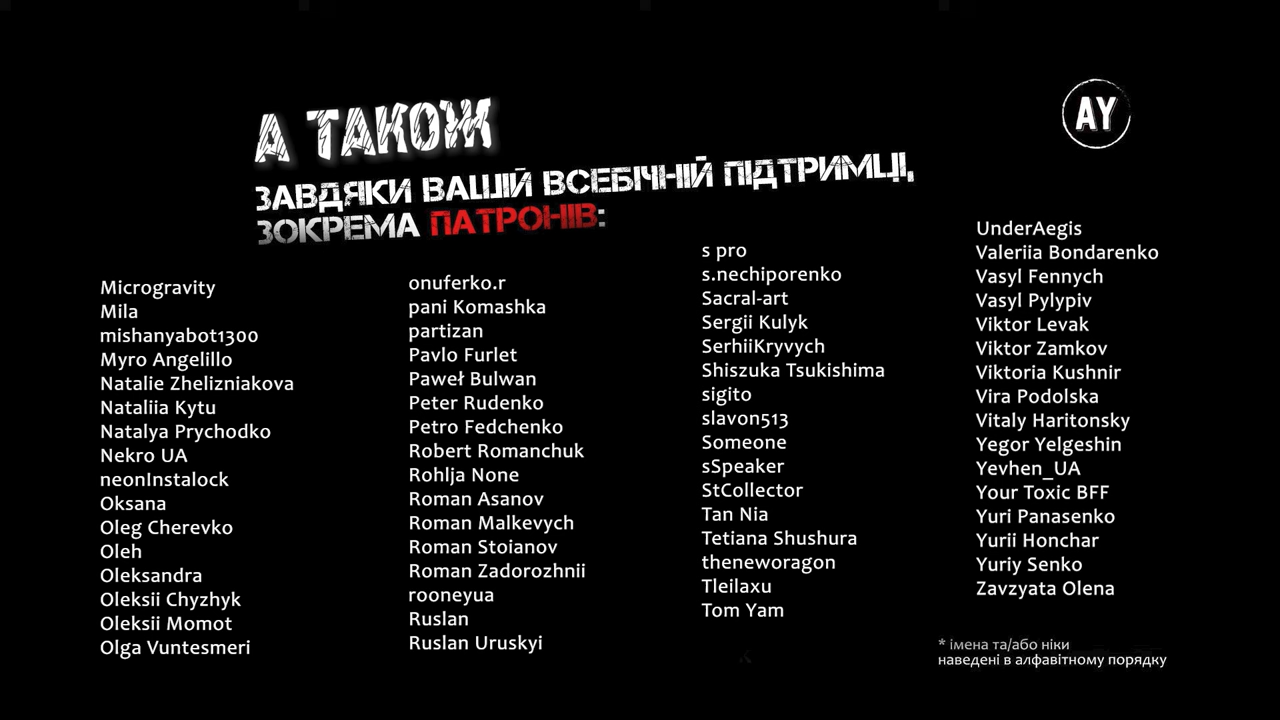 А ТАКОЖ
ЗАВДЯКИ ВАШІЙ ВСЕБІЧНІЙ ПІДТРИМЦІ,
ЗОКРЕМА ПАТРОНІВ:
АУ
Microgravity
Mila
mishanyabot1300
Myro Angelillo
Natalie Zhelizniakova
Nataliia Kytu
Natalya Prychodko
Nekro UA
neonInstalock
Oksana
Oleg Cherevko
Oleh
Oleksandra
Oleksii Chyzhyk
Oleksii Momot
Olga Vuntesmeri
onuferko.r
pani Komashka
partizan
Pavlo Furlet
Paweł Bulwan
Peter Rudenko
Petro Fedchenko
Robert Romanchuk
Rohlja None
Roman Asanov
Roman Malkevych
Roman Stoianov
Roman Zadorozhnii
rooneyua
Ruslan
Ruslan Uruskyi
s pro
s.nechiporenko
Sacral-art
Sergii Kulyk
SerhiiKryvych
Shiszuka Tsukishima
sigito
slavon513
Someone
sSpeaker
StCollector
Tan Nia
Tetiana Shushura
theneworagon
Tleilaxu
Tom Yam
UnderAegis
Valeriia Bondarenko
Vasyl Fennych
Vasyl Pylypiv
Viktor Levak
Viktor Zamkov
Viktoria Kushnir
Vira Podolska
Vitaly Haritonsky
Yegor Yelgeshin
Yevhen_UA
Your Toxic BFF
Yuri Panasenko
Yurii Honchar
Yuriy Senko
Zavzyata Olena
* імена та/або ніки
наведені в алфавітному порядку